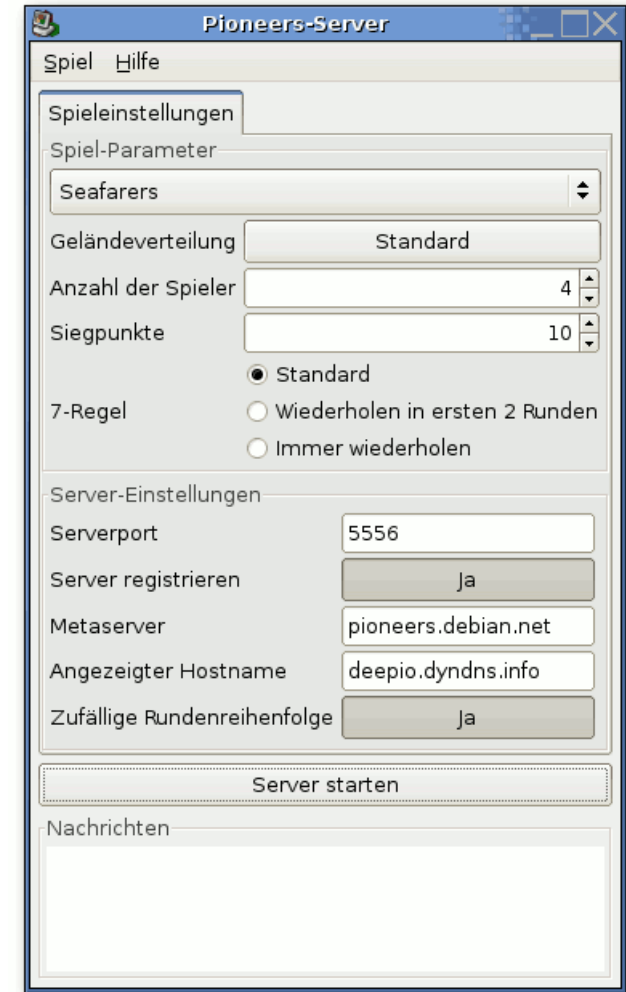 Pioneers-Server
Spiel Hilfe
Spieleinstellungen
Spiel-Parameter
Seafarers
Geländeverteilung Standard
Anzahl der Spieler 4
Siegpunkte 10
Standard
7-Regel Wiederholen in ersten 2 Runden
Immer wiederholen
Server-Einstellungen
Serverport 5556
Server registrieren Ja
Metaserver pioneers.debian.net
Angezeigter Hostname deepio.dyndns.info
Zufällige Rundenreihenfolge Ja
Server starten
Nachrichten